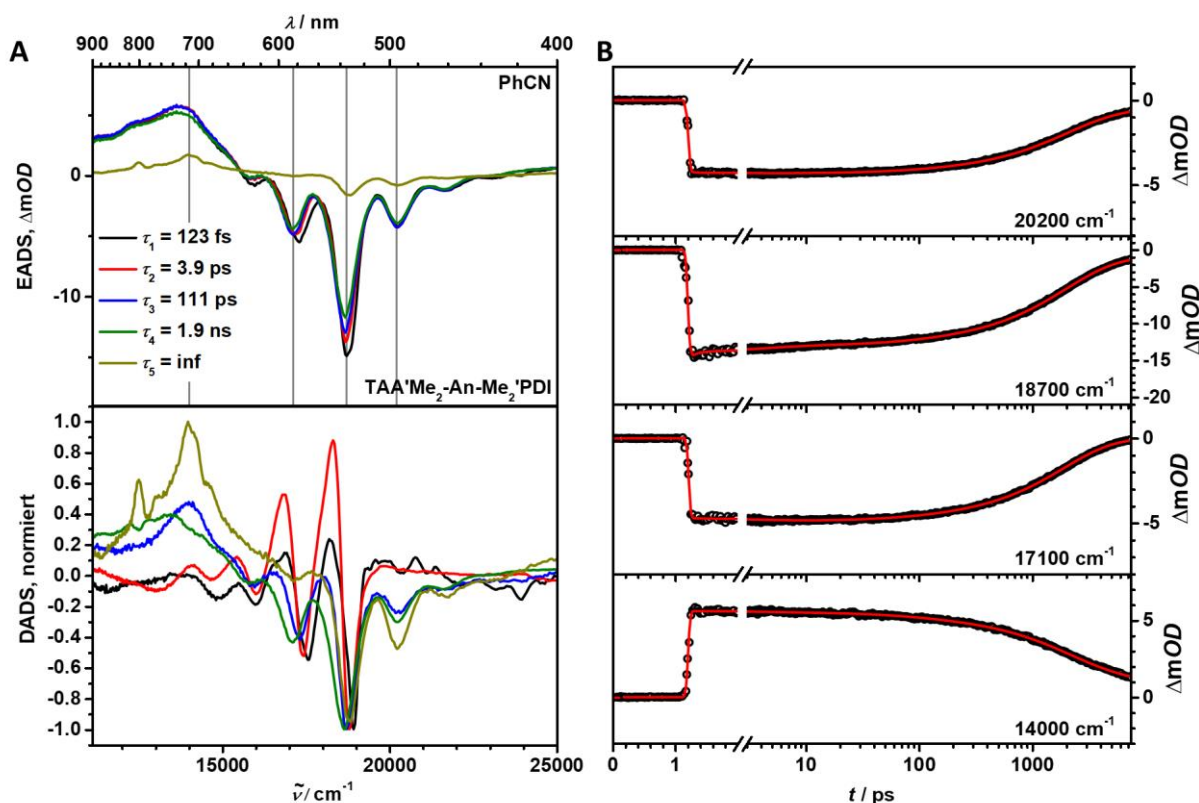 A
λ / nm
900 800 700 600 500 400
PhCN
EADS, ΔmOD
0
-10
τ1 = 123 fs
τ2 = 3.9 ps
τ3 = 111 ps
τ4 = 1.9 ns
τ5 = inf
TAA'Me2-An-Me2'PDI
DADS, normiert
1.0
0.8
0.6
0.4
0.2
0.0
-0.2
-0.4
-0.6
-0.8
-1.0
15000 20000 25000
ṽ / cm-1
B
0
-5
ΔmOD
20200 cm-1
0
-5
-10
-15
-20
ΔmOD
18700 cm-1
0
-5
ΔmOD
17100 cm-1
5
0
ΔmOD
14000 cm-1
0 1 10 100 1000
t / ps